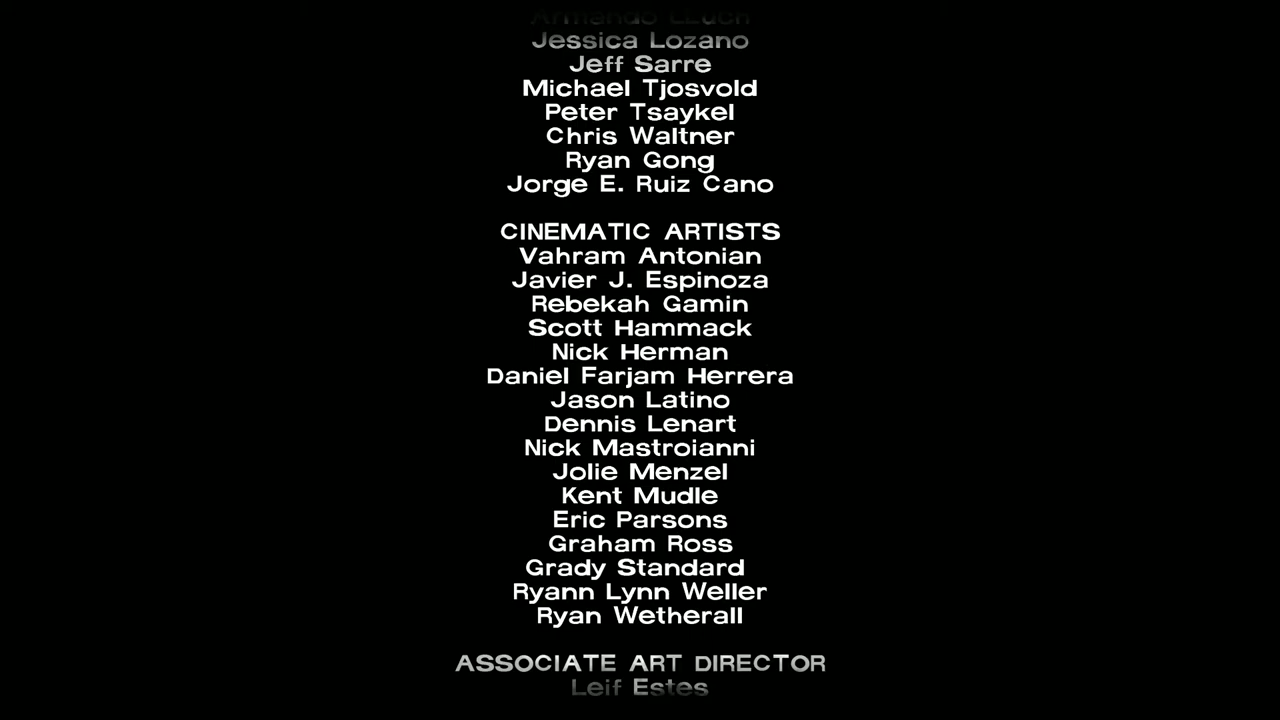 Armando LLuch
Jessica Lozano
Jeff Sarre
Michael Tjosvold
Peter Tsaykel
Chris Waltner
Ryan Gong
Jorge E. Ruiz Cano
CINEMATIC ARTISTS
Vahram Antonian
Javier J. Espinoza
Rebekah Gamin
Scott Hammack
Nick Herman
Daniel Farjam Herrera
Jason Latino
Dennis Lenart
Nick Mastroianni
Jolie Menzel
Kent Mudle
Eric Parsons
Graham Ross
Grady Standard
Ryann Lynn Weller
Ryan Wetherall
ASSOCIATE ART DIRECTOR
Leif Estes